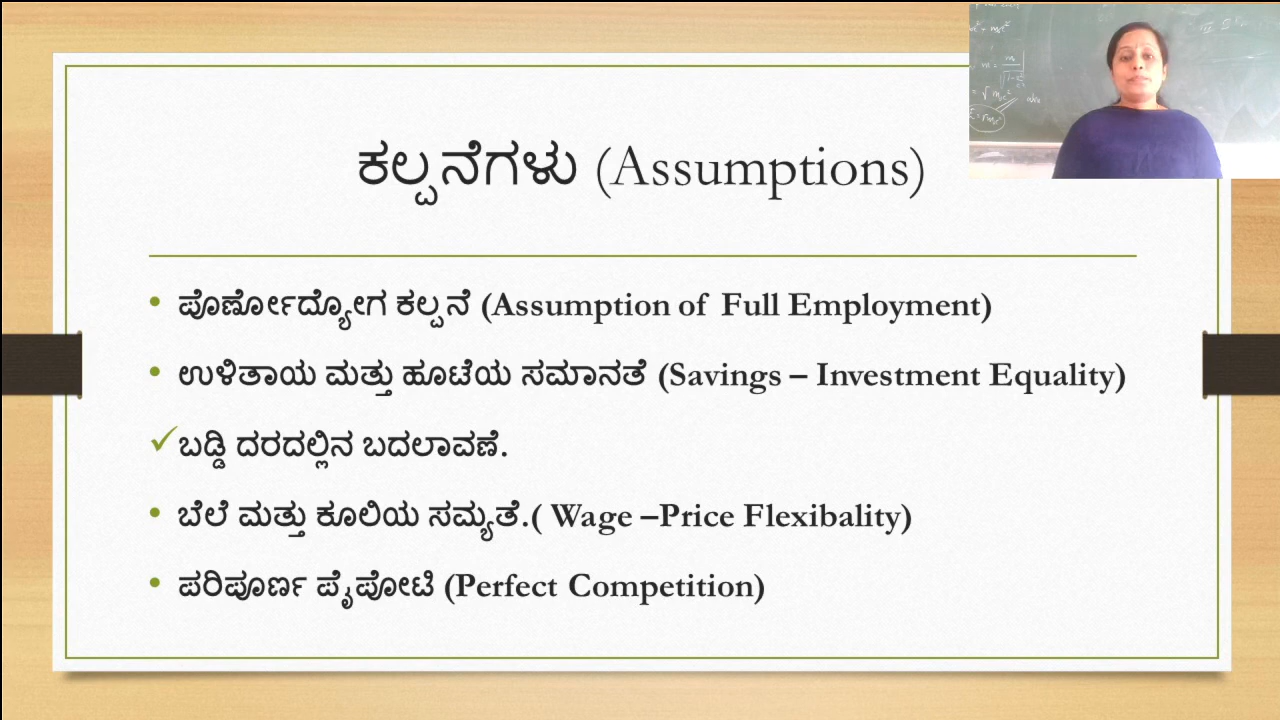 ಕಲ್ಪನೆಗಳು (Assumptions)
• ಪೊರ್ಣೋದ್ಯೋಗ ಕಲ್ಪನೆ (Assumption of Full Employment)
• ಉಳಿತಾಯ ಮತ್ತು ಹೂಟೆಯ ಸಮಾನತೆ (Savings – Investment Equality)
✓ಬಡ್ಡಿ ದರದಲ್ಲಿನ ಬದಲಾವಣೆ.
• ಬೆಲೆ ಮತ್ತು ಕೂಲಿಯ ಸಮ್ಯತೆ.( Wage –Price Flexibality)
• ಪರಿಪೂರ್ಣ ಪೈಪೋಟಿ (Perfect Competition)